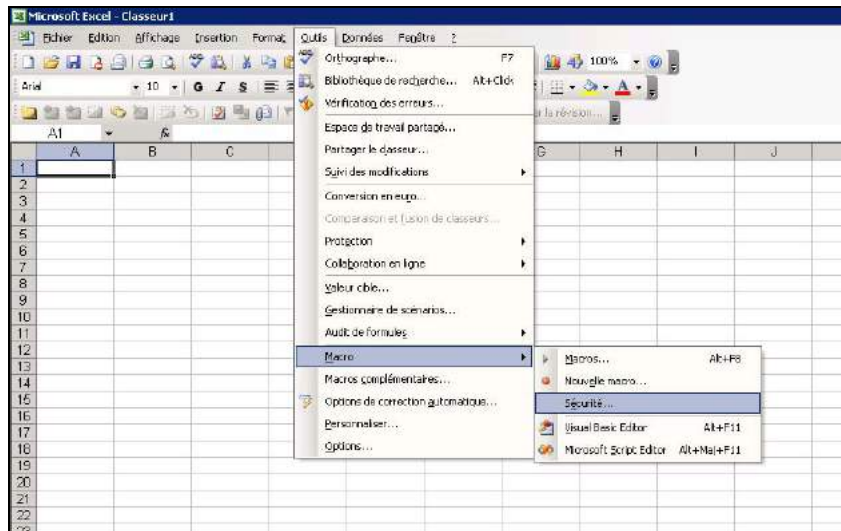 Microsoft Excel - Classeur1
Fichier Edition Affichage Insertion Format Outils Données Fenêtre ?
100%
Arial 10 G I S A
la révision...
A1 fx
A B C G H I J
Orthographe... F7
Bibliothèque de recherche... Alt+Click
Vérification des erreurs...
Espace de travail partagé...
Partager le classeur...
Suivi des modifications
Conversion en euro...
Comparaison et fusion de classeurs...
Protection
Collaboration en ligne
Valeur cible...
Gestionnaire de scénarios...
Audit de formules
Macro
Macros complémentaires...
Options de correction automatique...
Personnaliser...
Options...
Macros... Alt+F8
Nouvelle macro...
Sécurité...
Visual Basic Editor Alt+F11
Microsoft Script Editor Alt+Maj+F11
1
2
3
4
5
6
7
8
9
10
11
12
13
14
15
16
17
18
19
20
21
22
23